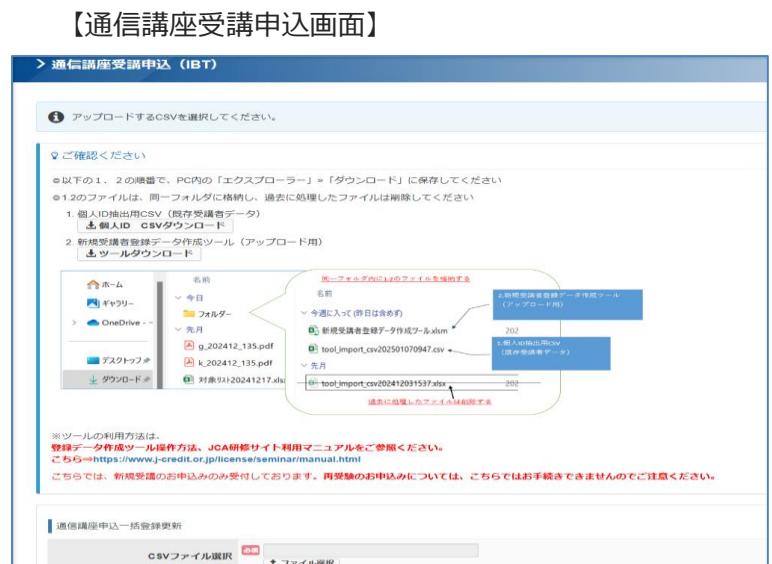 【通信講座受講申込画面】
> 通信講座受講申込（IBT）
アップロードするCSVを選択してください。
ご確認ください
以下の１．２の順番で、PC内の「エクスプローラー」»「ダウンロード」に保存してください
1.2のファイルは、同一フォルダに格納し、過去に処理したファイルは削除してください
1. 個人ID抽出用CSV（既存受講者データ）
個人ID CSVダウンロード
2. 新規受講者登録データ作成ツール（アップロード用）
ツールダウンロード
ホーム
ギャラリー
OneDrive -
デスクトップ
ダウンロード
名前
今日
フォルダー
先月
g_202412_135.pdf
k_202412_135.pdf
対象リスト20241217.xls
同一フォルダ内に1.2のファイルを格納する
名前
今週に入って (昨日は含めず)
新規受講者登録データ作成ツール.xlsm
202
tool_import_csv202501070947.csv
先月
tool_import_csv202412031537.xlsx
202
過去に処理したファイルは削除する
2.新規受講者登録データ作成ツール
（アップロード用）
1.個人ID抽出用csv
（既存受講者データ）
※ツールの利用方法は、
登録データ作成ツール操作方法、JCA研修サイト利用マニュアルをご参照ください。
こちら⇒https://www.j-credit.or.jp/license/seminar/manual.html
こちらでは、新規受講のお申込みのみ受付しております。再受験のお申込みについては、こちらではお手続きできませんのでご注意ください。
通信講座申込一括登録更新
CSVファイル選択
必須
ファイル選択